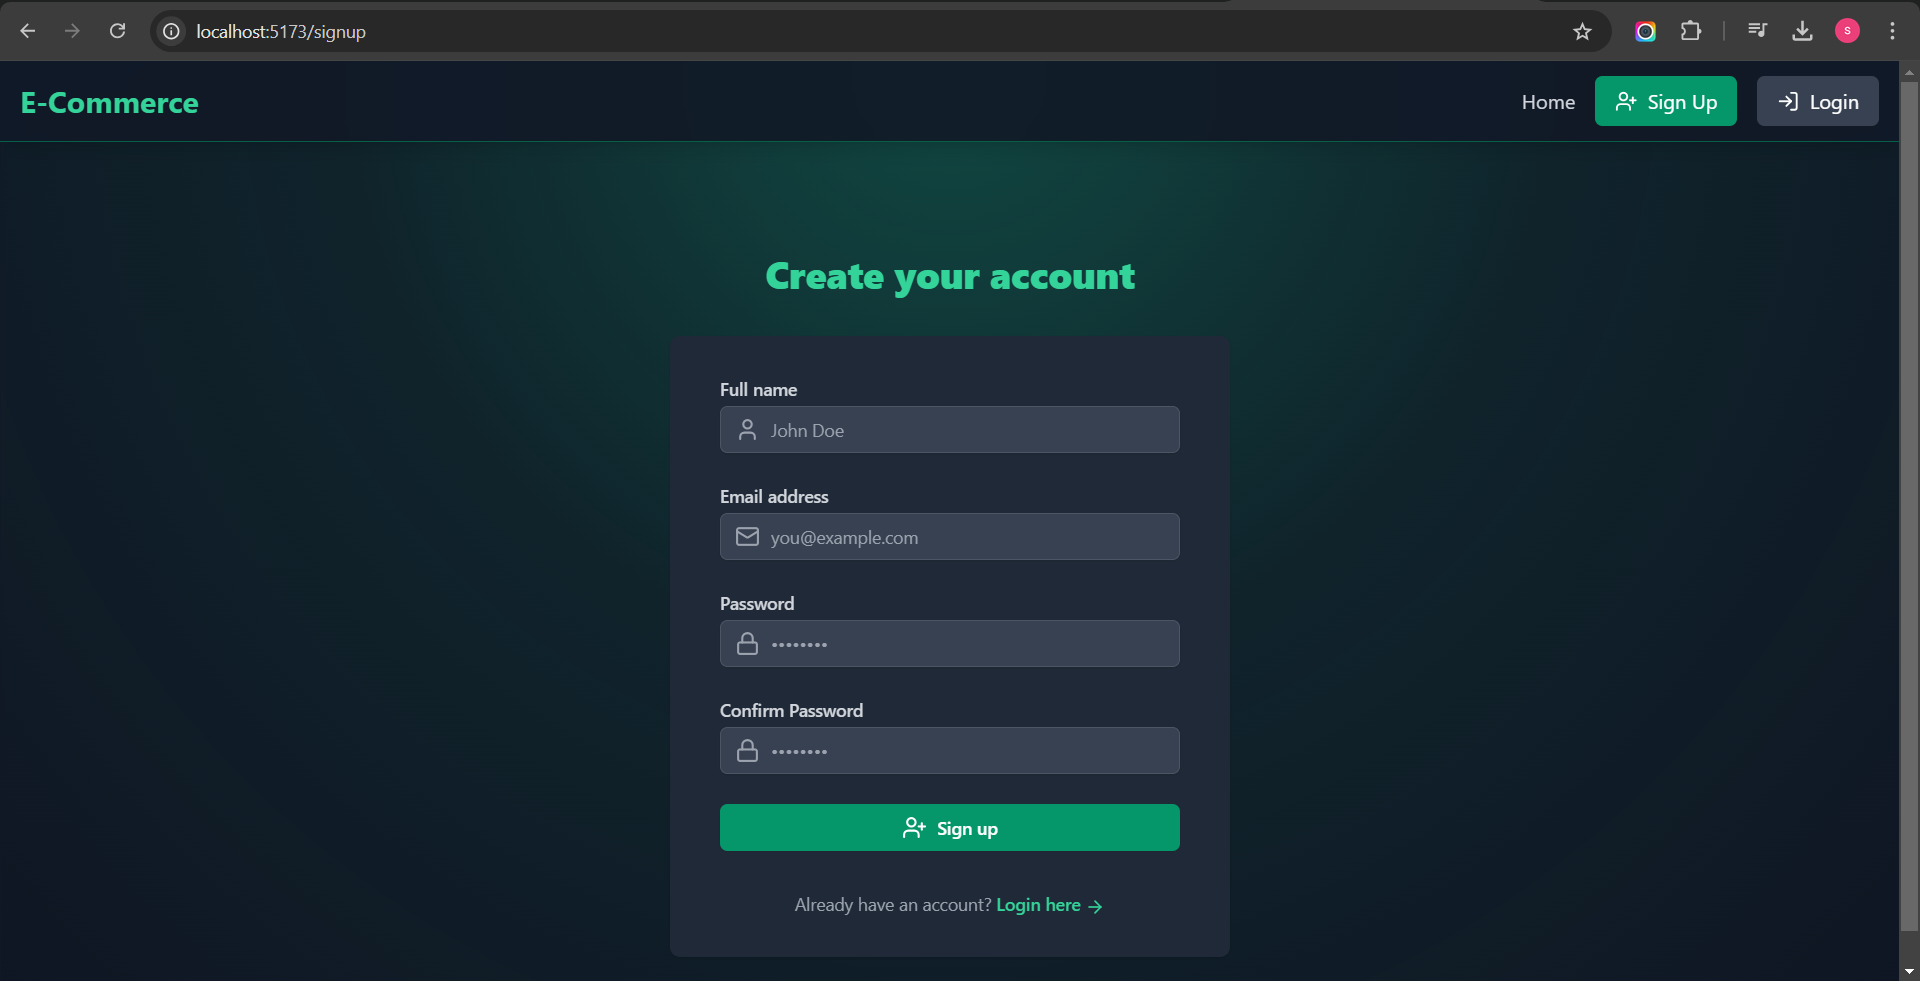 localhost:5173/signup
S
E-Commerce
Home
Sign Up
Login
Create your account
Full name
John Doe
Email address
you@example.com
Password
••••••••
Confirm Password
••••••••
Sign up
Already have an account? Login here →